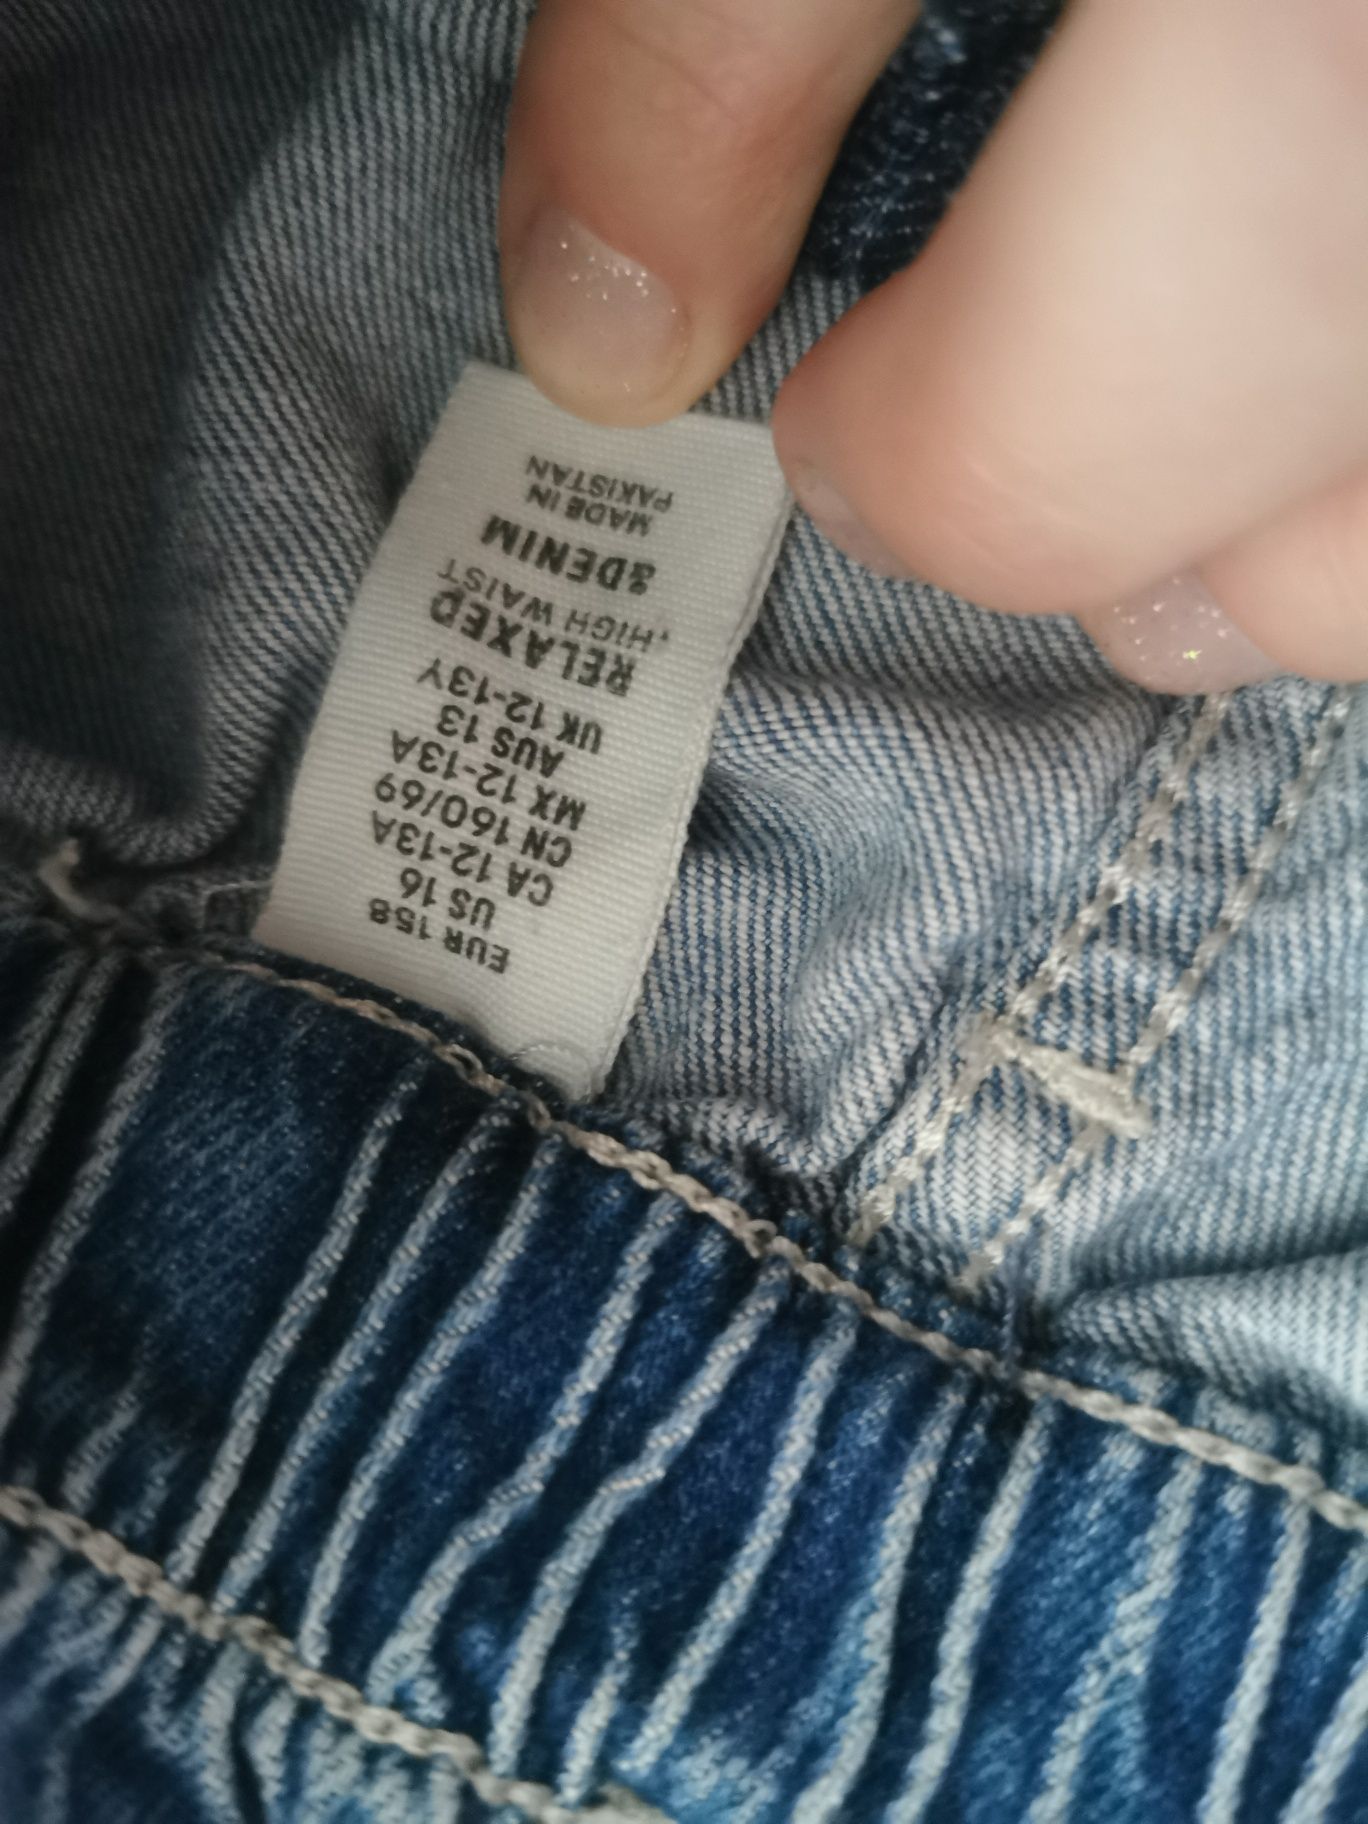 EUR 158
US 16
CA 12-13A
CN 160/69
MX 12-13A
AUS 13
UK 12-13Y
RELAXED
,HIGH WAIST
&DENIM
MADE IN
PAKISTAN